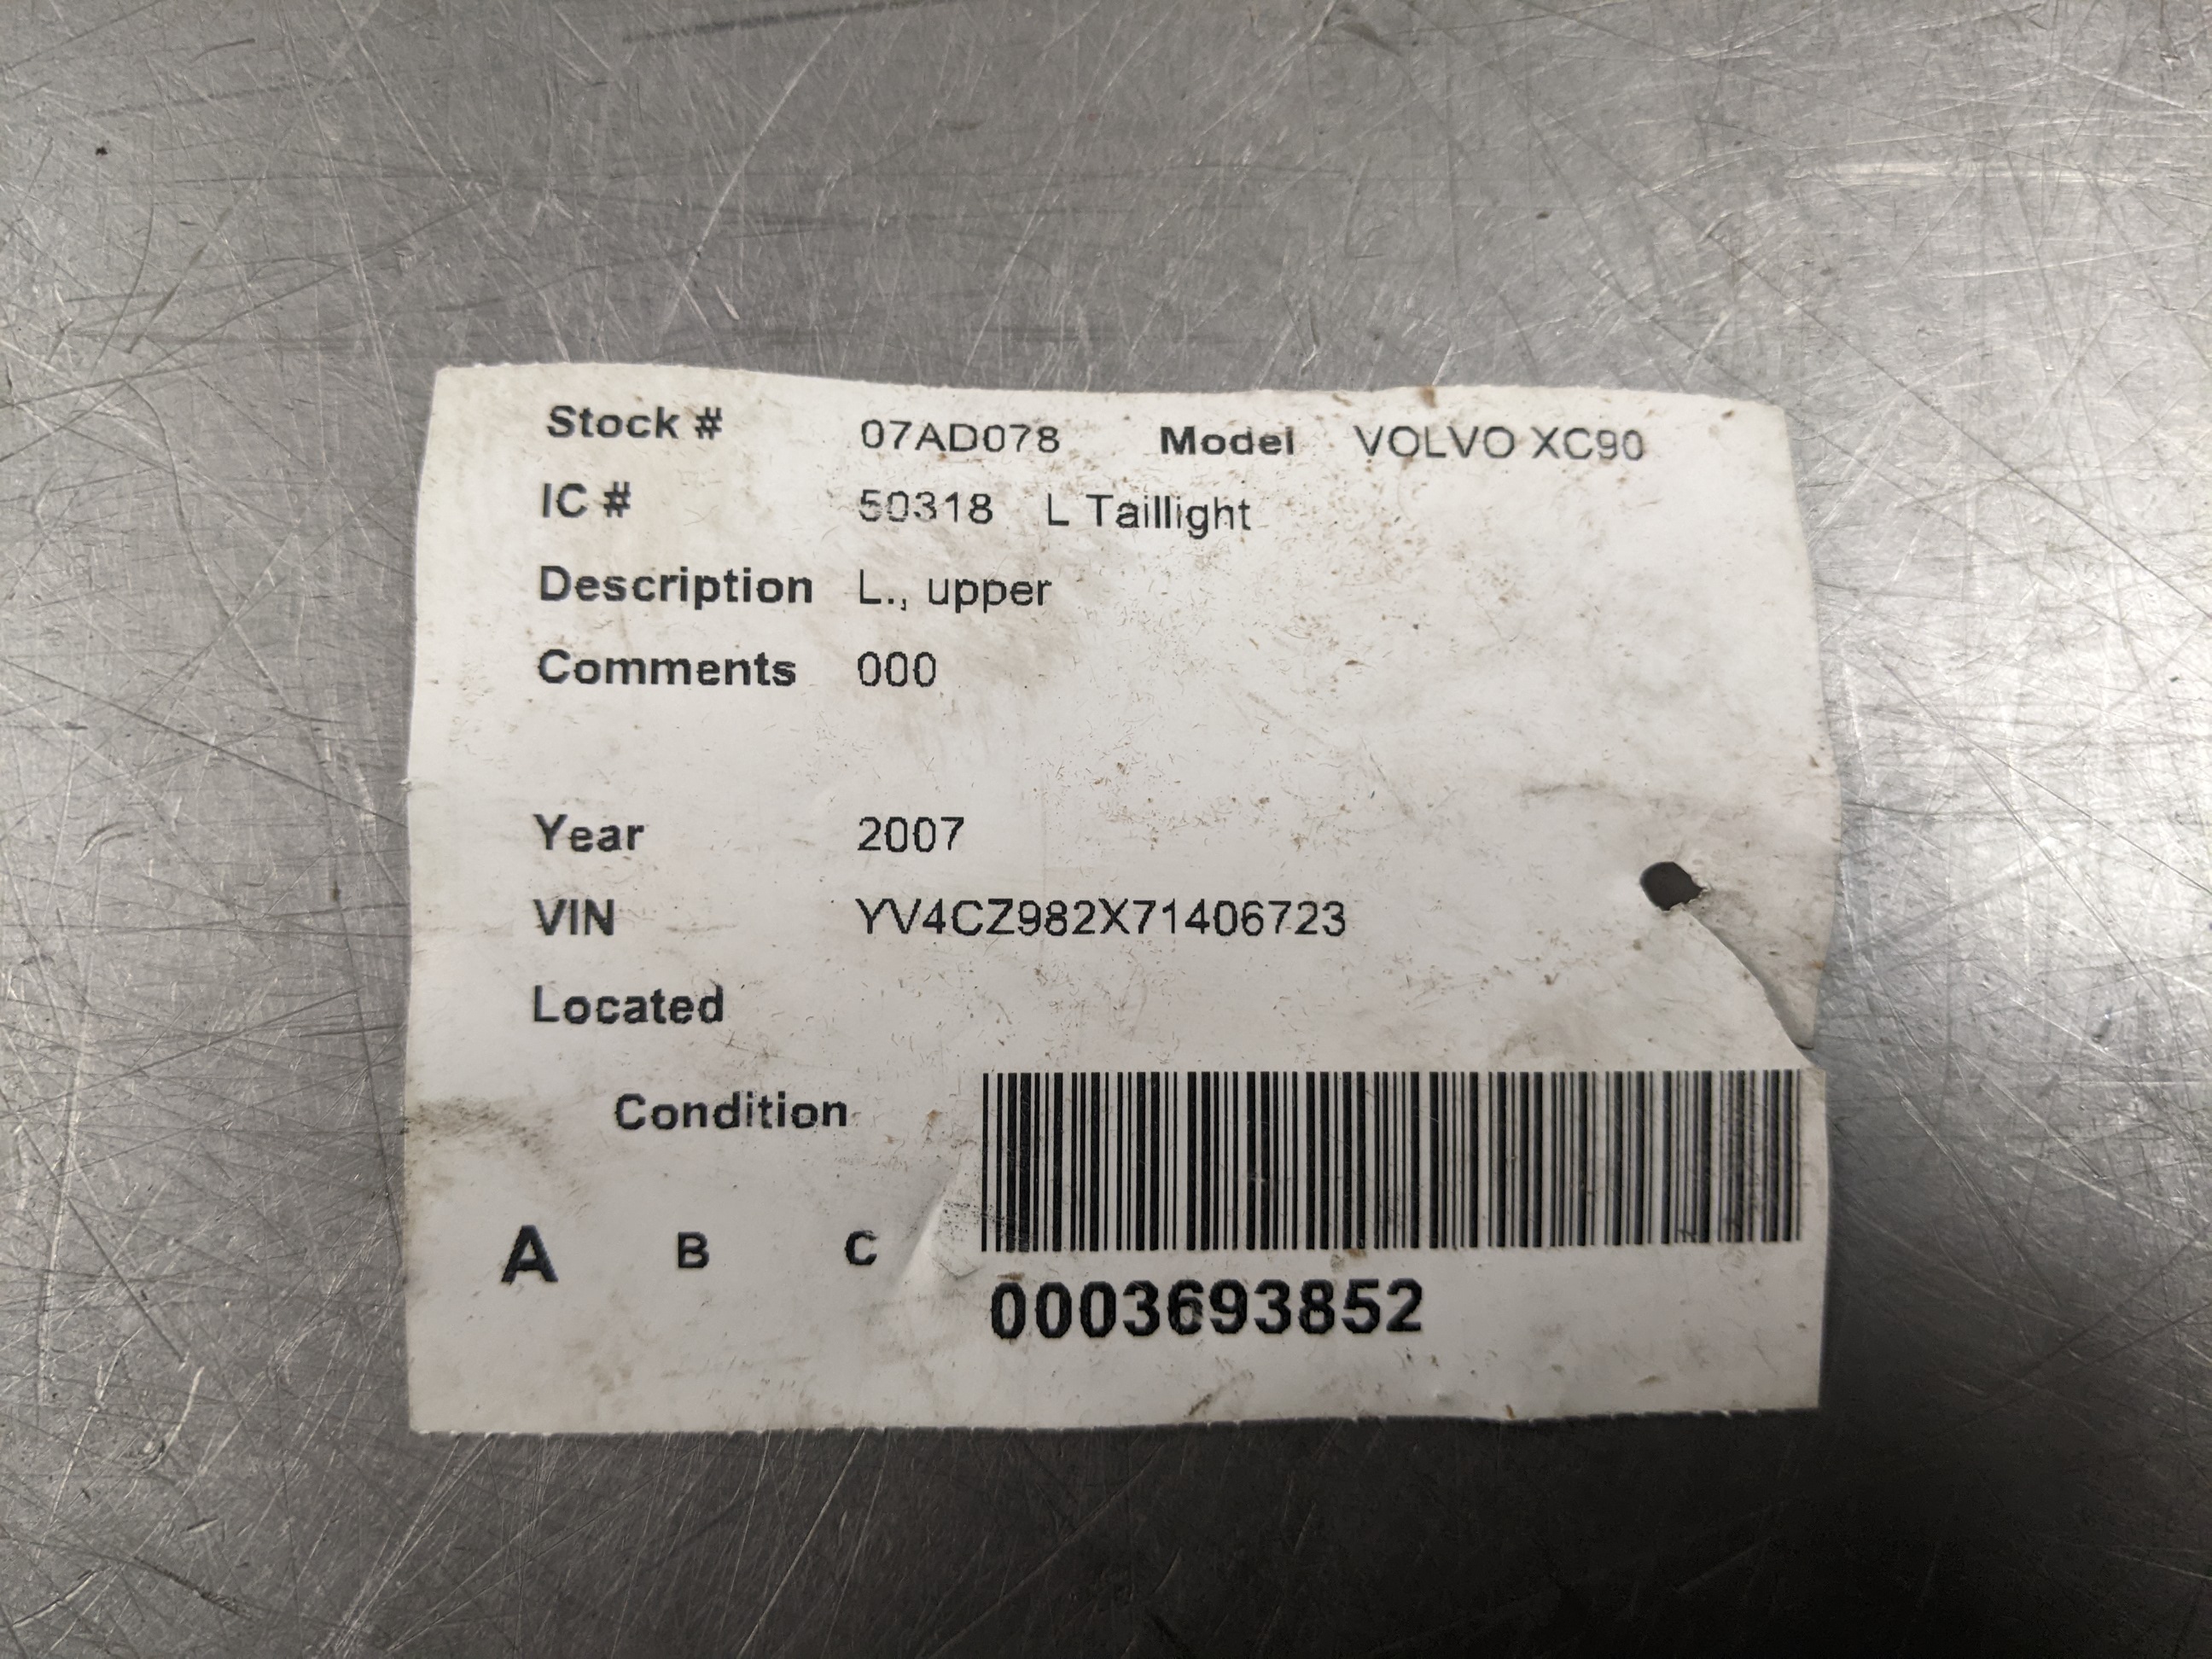 Stock # 07AD078 Model VOLVO XC90
IC # 50318 L Taillight
Description L., upper
Comments 000
Year 2007
VIN YV4CZ982X71406723
Located
Condition
A B C
0003693852